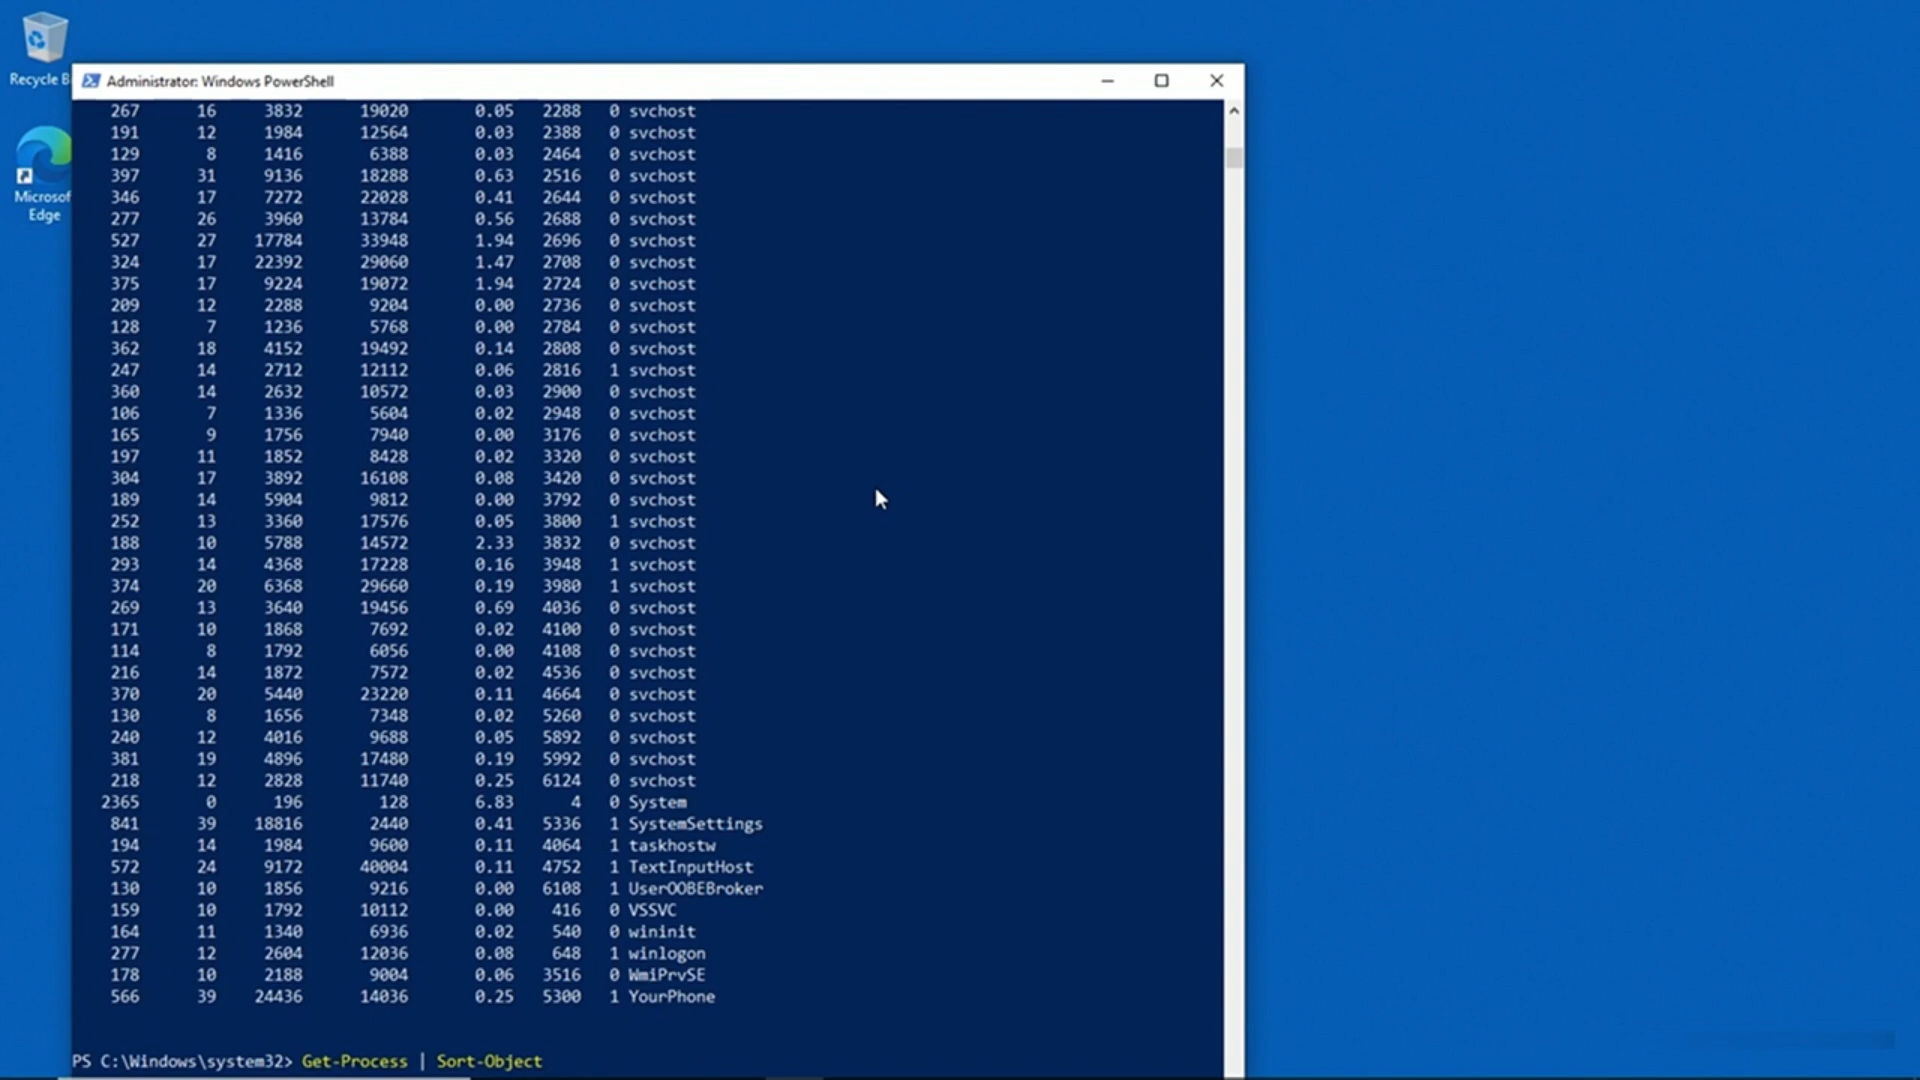 Recycle B
Microsof
Edge
Administrator: Windows PowerShell
267 16 3832 19020 0.05 2288 0 svchost
191 12 1984 12564 0.03 2388 0 svchost
129 8 1416 6388 0.03 2464 0 svchost
397 31 9136 18288 0.63 2516 0 svchost
346 17 7272 22028 0.41 2644 0 svchost
277 26 3960 13784 0.56 2688 0 svchost
527 27 17784 33948 1.94 2696 0 svchost
324 17 22392 29060 1.47 2708 0 svchost
375 17 9224 19072 1.94 2724 0 svchost
209 12 2288 9204 0.00 2736 0 svchost
128 7 1236 5768 0.00 2784 0 svchost
362 18 4152 19492 0.14 2808 0 svchost
247 14 2712 12112 0.06 2816 1 svchost
360 14 2632 10572 0.03 2900 0 svchost
106 7 1336 5604 0.02 2948 0 svchost
165 9 1756 7940 0.00 3176 0 svchost
197 11 1852 8428 0.02 3320 0 svchost
304 17 3892 16108 0.08 3420 0 svchost
189 14 5904 9812 0.00 3792 0 svchost
252 13 3360 17576 0.05 3800 1 svchost
188 10 5788 14572 2.33 3832 0 svchost
293 14 4368 17228 0.16 3948 1 svchost
374 20 6368 29660 0.19 3980 1 svchost
269 13 3640 19456 0.69 4036 0 svchost
171 10 1868 7692 0.02 4100 0 svchost
114 8 1792 6056 0.00 4108 0 svchost
216 14 1872 7572 0.02 4536 0 svchost
370 20 5440 23220 0.11 4664 0 svchost
130 8 1656 7348 0.02 5260 0 svchost
240 12 4016 9688 0.05 5892 0 svchost
381 19 4896 17480 0.19 5992 0 svchost
218 12 2828 11740 0.25 6124 0 svchost
2365 0 196 128 6.83 4 0 System
841 39 18816 2440 0.41 5336 1 SystemSettings
194 14 1984 9600 0.11 4064 1 taskhostw
572 24 9172 40004 0.11 4752 1 TextInputHost
130 10 1856 9216 0.00 6108 1 UserOOBEBroker
159 10 1792 10112 0.00 416 0 VSSVC
164 11 1340 6936 0.02 540 0 wininit
277 12 2604 12036 0.08 648 1 winlogon
178 10 2188 9004 0.06 3516 0 WmiPrvSE
566 39 24436 14036 0.25 5300 1 YourPhone
PS C:\Windows\system32> Get-Process | Sort-Object